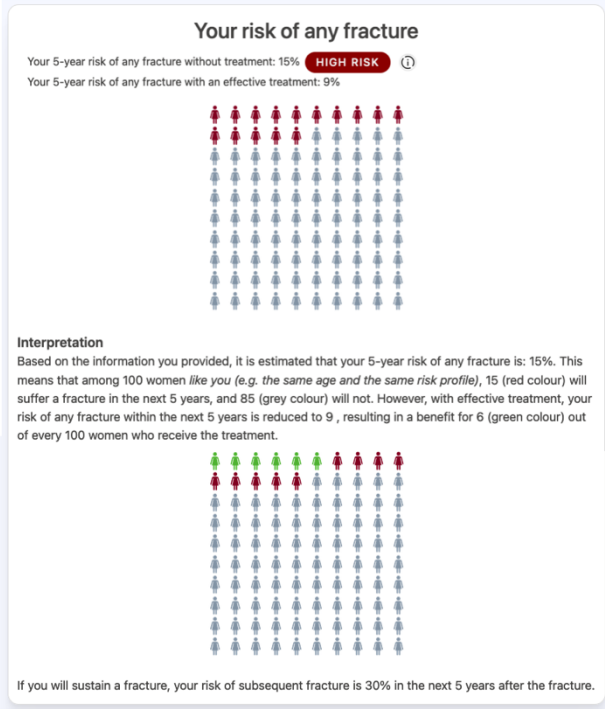 Your risk of any fracture
Your 5-year risk of any fracture without treatment: 15% HIGH RISK i
Your 5-year risk of any fracture with an effective treatment: 9%
Interpretation
Based on the information you provided, it is estimated that your 5-year risk of any fracture is: 15%. This
means that among 100 women like you (e.g. the same age and the same risk profile), 15 (red colour) will
suffer a fracture in the next 5 years, and 85 (grey colour) will not. However, with effective treatment, your
risk of any fracture within the next 5 years is reduced to 9 , resulting in a benefit for 6 (green colour) out
of every 100 women who receive the treatment.
If you will sustain a fracture, your risk of subsequent fracture is 30% in the next 5 years after the fracture.